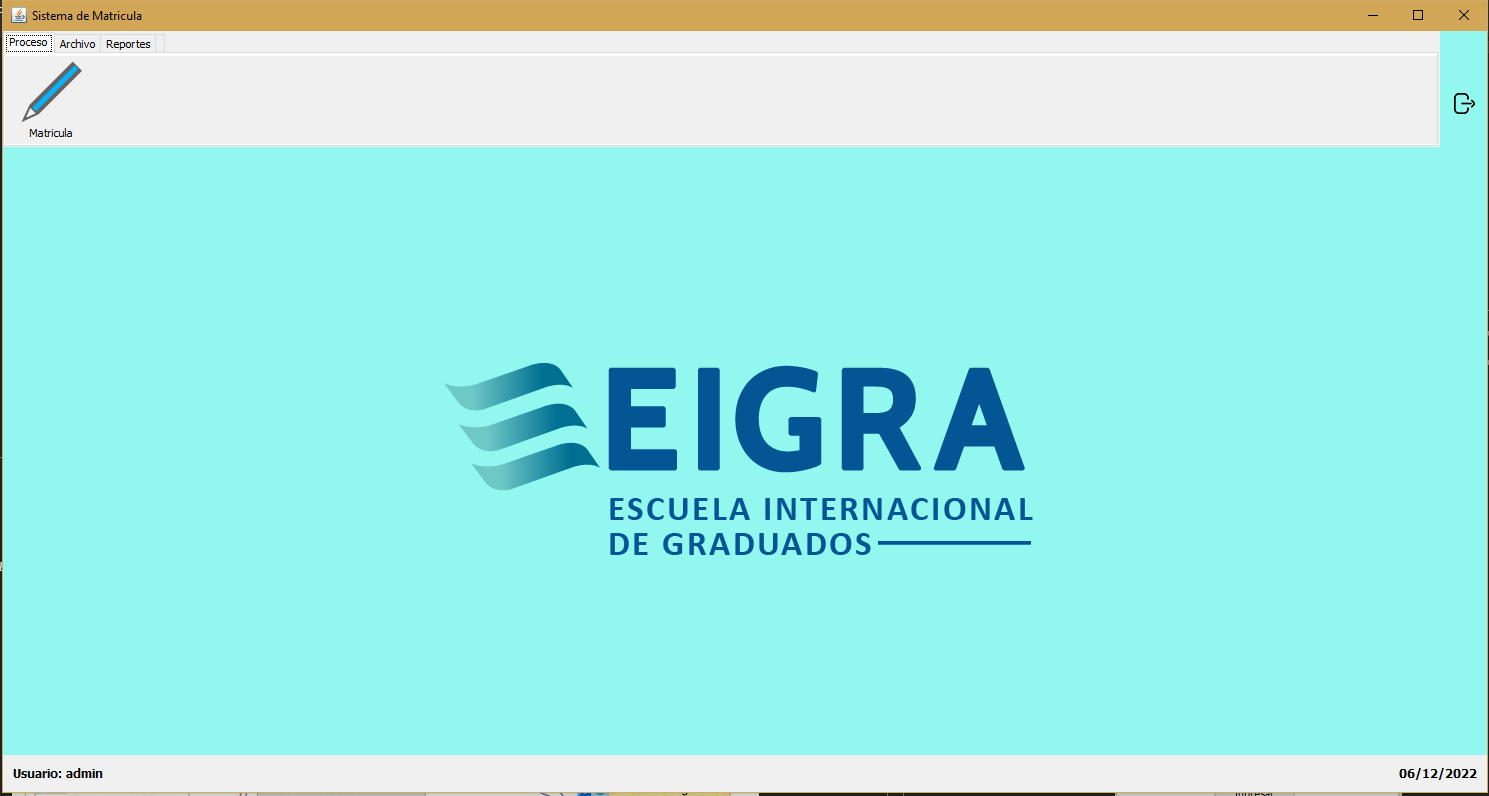 Sistema de Matricula
Proceso Archivo Reportes
Matricula
EIGRA
ESCUELA INTERNACIONAL
DE GRADUADOS
Usuario: admin 06/12/2022